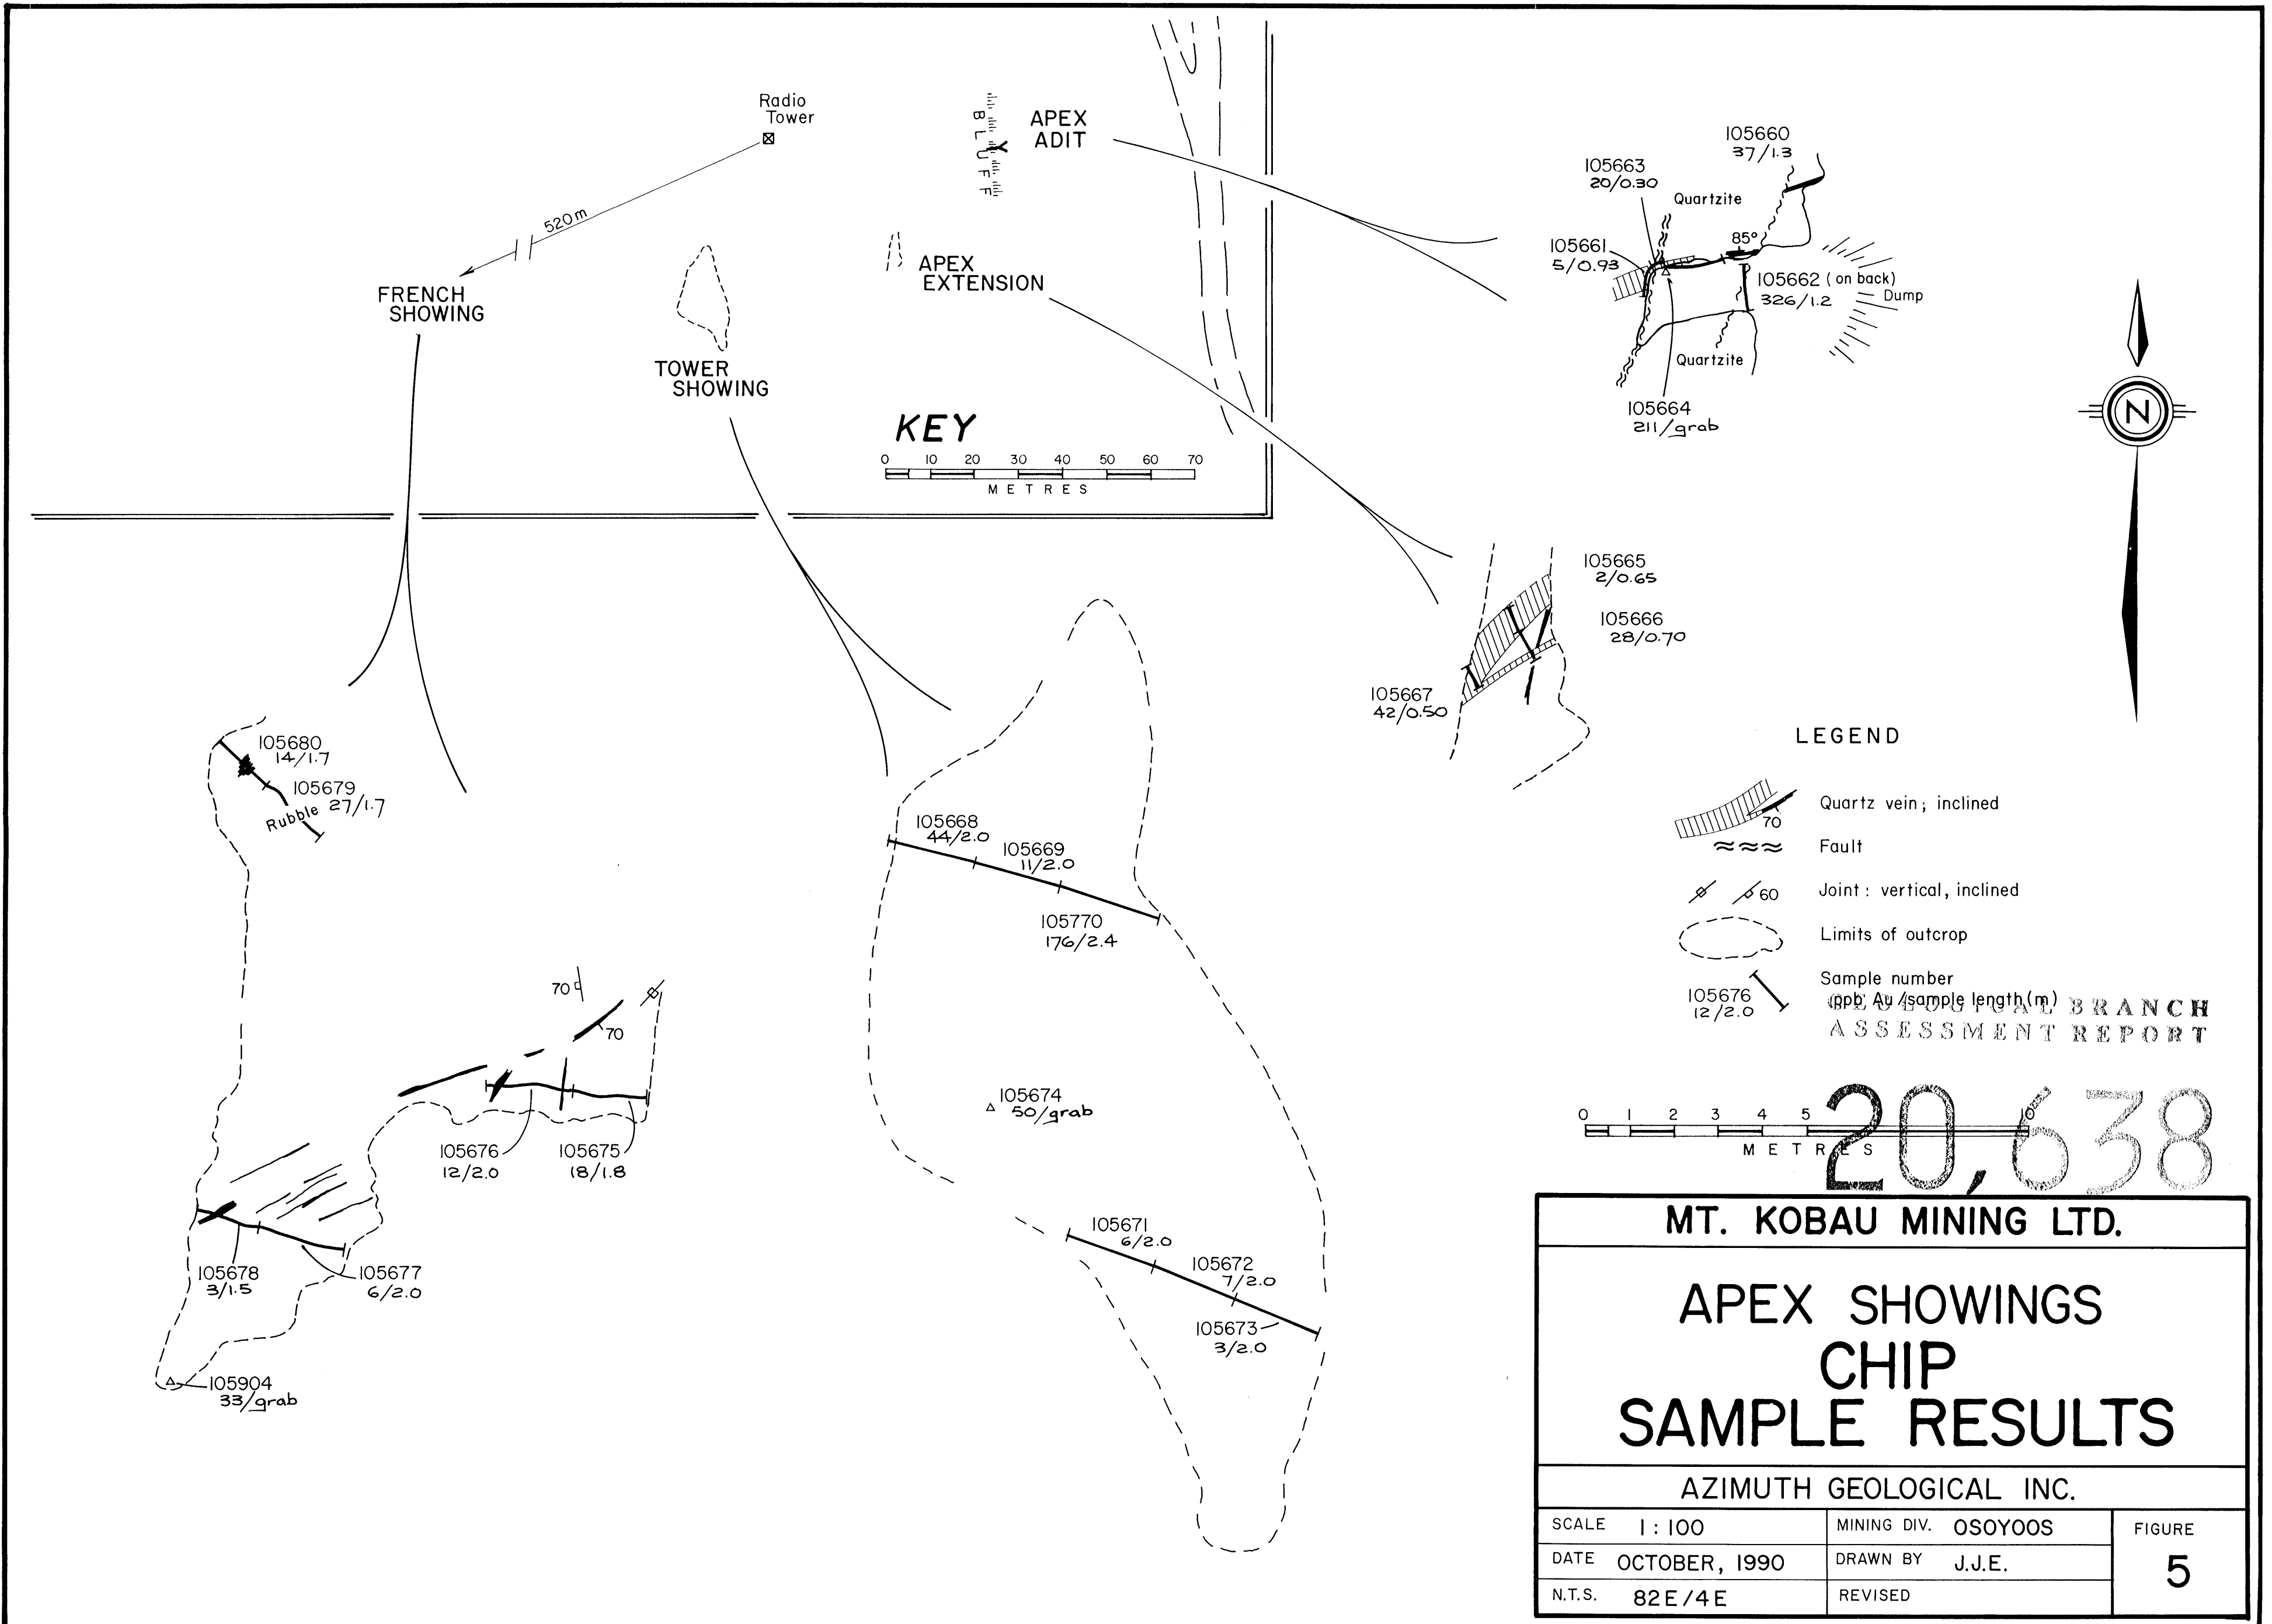 Radio
Tower
520m
BLUFF
APEX
ADIT
APEX
EXTENSION
FRENCH
SHOWING
TOWER
SHOWING
KEY
0 10 20 30 40 50 60 70
METRES
105660
37/1.3
105663
20/0.30
Quartzite
105661
5/0.93
85°
105662 (on back)
326/1.2
Dump
Quartzite
105664
211/grab
N
105665
2/0.65
105666
28/0.70
105667
42/0.50
105680
14/1.7
105679
27/1.7
Rubble
105668
44/2.0
105669
11/2.0
105770
176/2.4
70
70
105676
12/2.0
105675
18/1.8
105674
50/grab
105678
3/1.5
105677
6/2.0
105671
6/2.0
105672
7/2.0
105673
3/2.0
105904
33/grab
LEGEND
70
Quartz vein; inclined
Fault
60
Joint: vertical, inclined
Limits of outcrop
105676
12/2.0
Sample number
ppb Au/sample length(m)
GEOLOGICAL BRANCH
ASSESSMENT REPORT
20,638
0 1 2 3 4 5 10
METRES
MT. KOBAU MINING LTD.
APEX SHOWINGS
CHIP
SAMPLE RESULTS
AZIMUTH GEOLOGICAL INC.
SCALE 1:100
MINING DIV. OSOYOOS
DATE OCTOBER, 1990
DRAWN BY J.J.E.
N.T.S. 82E/4E
REVISED
FIGURE
5